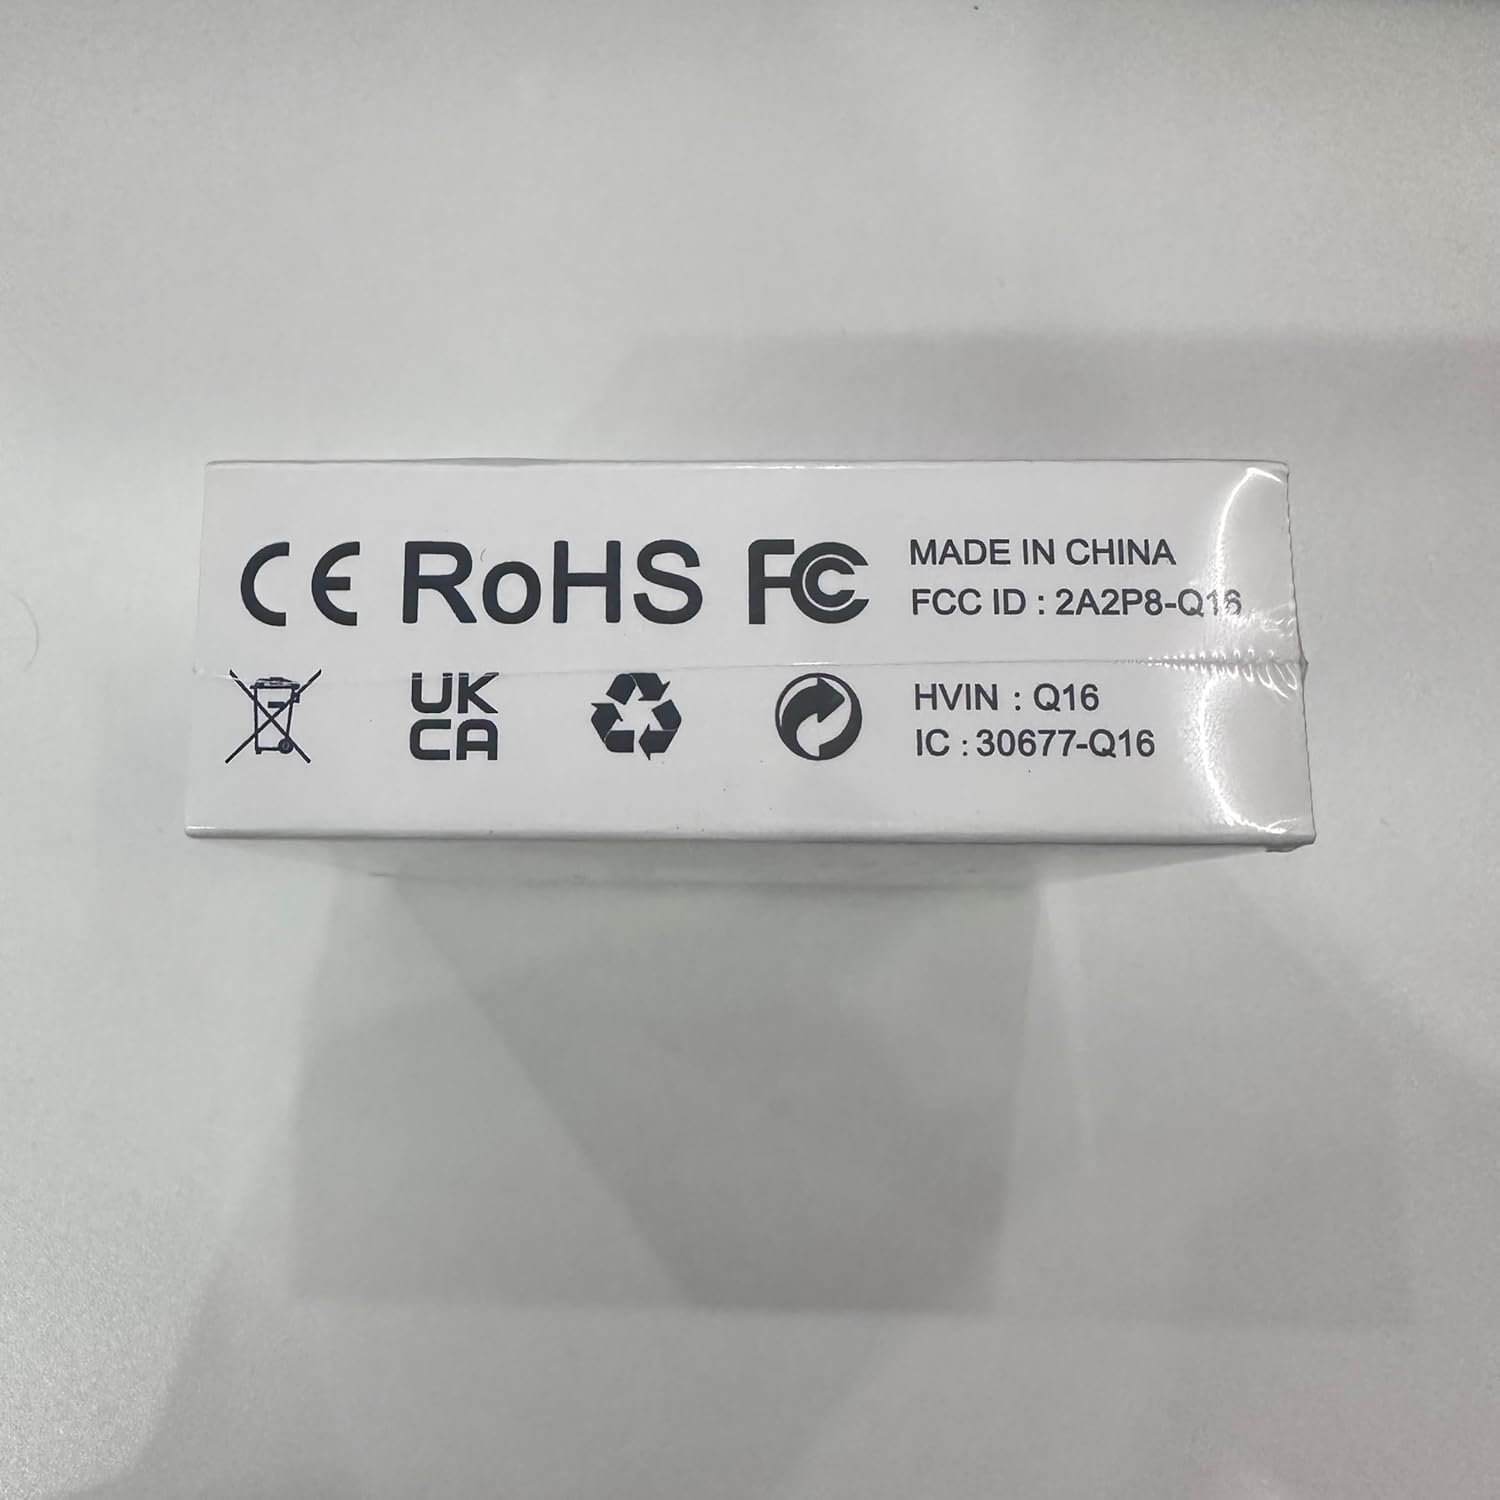 CE RoHS FC
MADE IN CHINA
FCC ID : 2A2P8-Q16
UK
CA
HVIN : Q16
IC : 30677-Q16